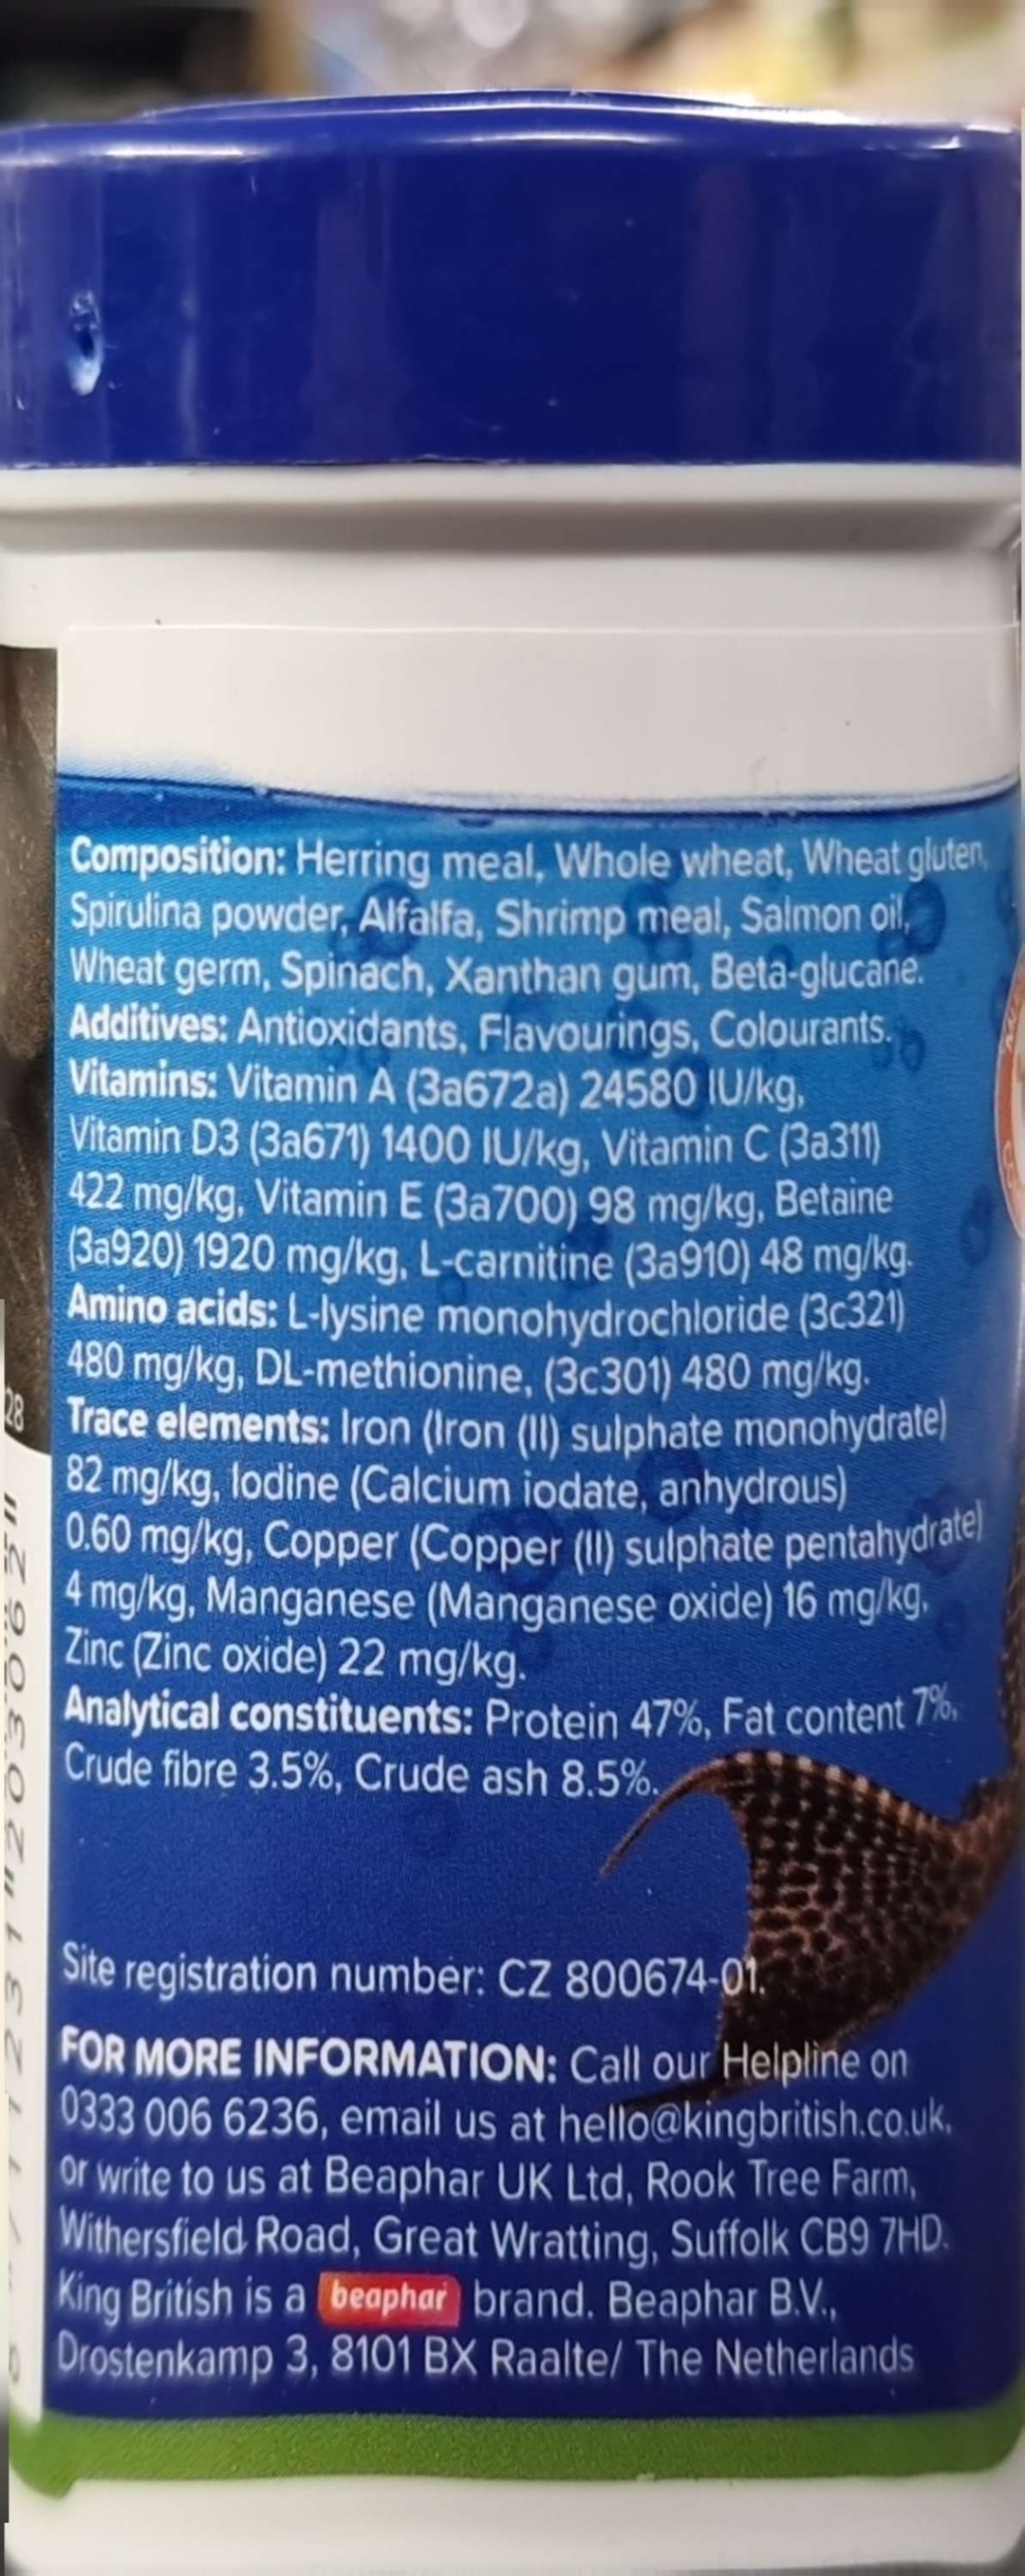 Composition: Herring meal, Whole wheat, Wheat gluten,
Spirulina powder, Alfalfa, Shrimp meal, Salmon oil,
Wheat germ, Spinach, Xanthan gum, Beta-glucane.
Additives: Antioxidants, Flavourings, Colourants.
Vitamins: Vitamin A (3a672a) 24580 IU/kg,
Vitamin D3 (3a671) 1400 IU/kg, Vitamin C (3a311)
422 mg/kg, Vitamin E (3a700) 98 mg/kg, Betaine
(3a920) 1920 mg/kg, L-carnitine (3a910) 48 mg/kg.
Amino acids: L-lysine monohydrochloride (3c321)
480 mg/kg, DL-methionine, (3c301) 480 mg/kg.
Trace elements: Iron (Iron (II) sulphate monohydrate)
82 mg/kg, Iodine (Calcium iodate, anhydrous)
0.60 mg/kg, Copper (Copper (II) sulphate pentahydrate)
4 mg/kg, Manganese (Manganese oxide) 16 mg/kg,
Zinc (Zinc oxide) 22 mg/kg.
Analytical constituents: Protein 47%, Fat content 7%,
Crude fibre 3.5%, Crude ash 8.5%.
Site registration number: CZ 800674-01.
FOR MORE INFORMATION: Call our Helpline on
0333 006 6236, email us at hello@kingbritish.co.uk,
or write to us at Beaphar UK Ltd, Rook Tree Farm,
Withersfield Road, Great Wratting, Suffolk CB9 7HD.
King British is a beaphar brand. Beaphar B.V.,
Drostenkamp 3, 8101 BX Raalte/ The Netherlands
28